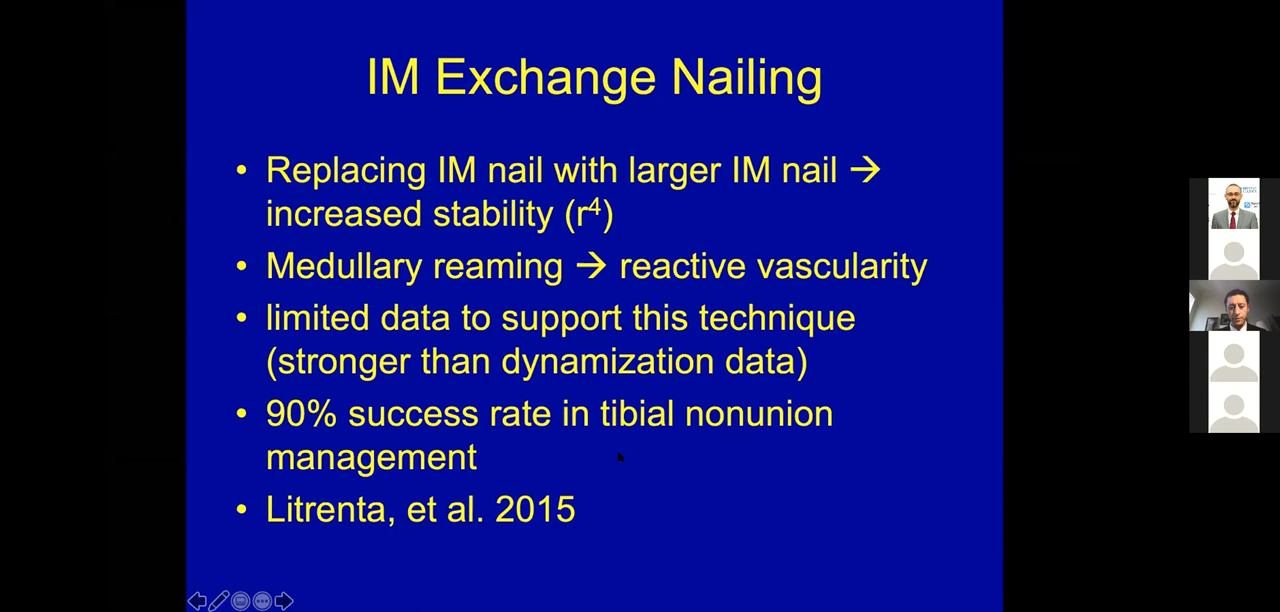 IM Exchange Nailing
• Replacing IM nail with larger IM nail →
increased stability (r⁴)
• Medullary reaming → reactive vascularity
• limited data to support this technique
(stronger than dynamization data)
• 90% success rate in tibial nonunion
management
• Litrenta, et al. 2015